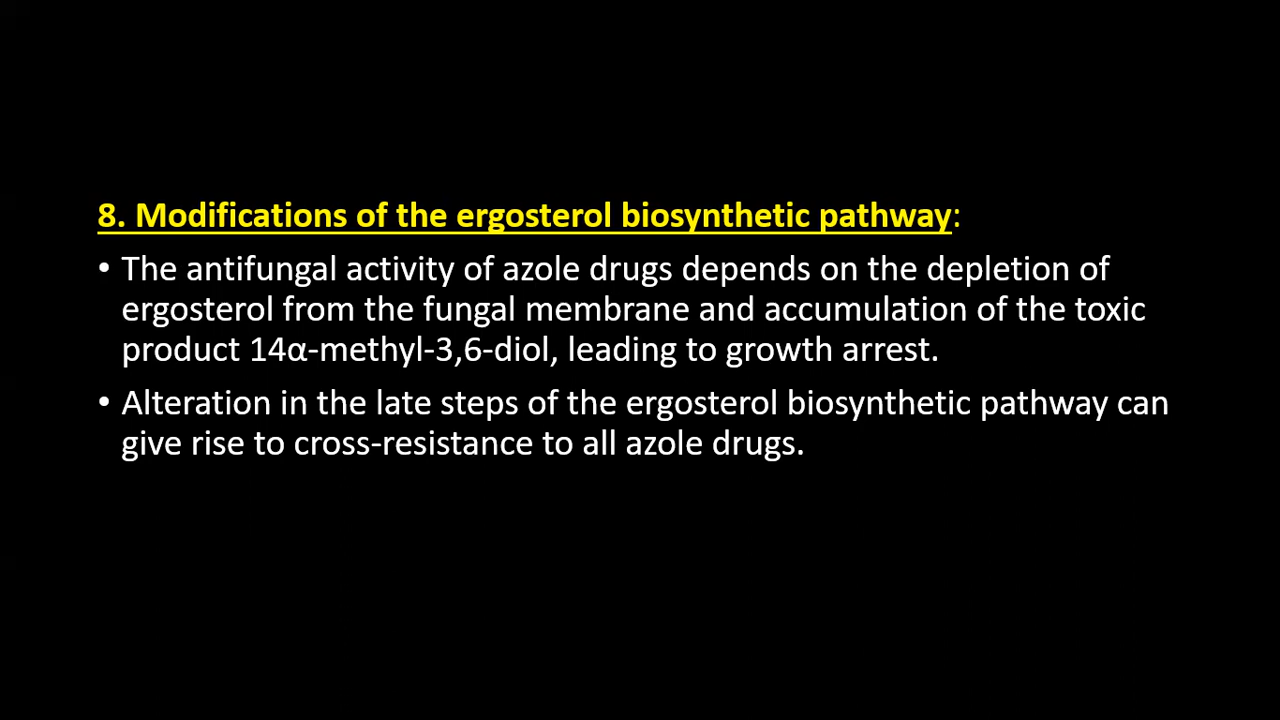 8. Modifications of the ergosterol biosynthetic pathway:
• The antifungal activity of azole drugs depends on the depletion of
ergosterol from the fungal membrane and accumulation of the toxic
product 14α-methyl-3,6-diol, leading to growth arrest.
• Alteration in the late steps of the ergosterol biosynthetic pathway can
give rise to cross-resistance to all azole drugs.